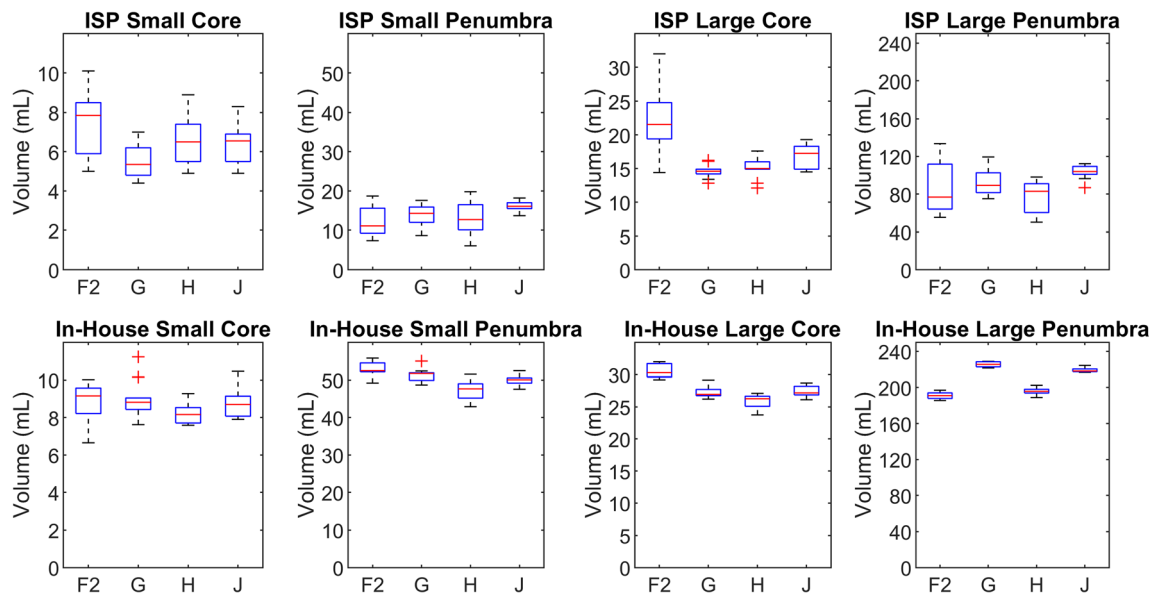 ISP Small Core
ISP Small Penumbra
ISP Large Core
ISP Large Penumbra
Volume (mL)
10
8
6
4
2
0
F2 G H J
Volume (mL)
50
40
30
20
10
0
F2 G H J
Volume (mL)
35
30
25
20
15
10
5
0
F2 G H J
Volume (mL)
240
200
160
120
80
40
0
F2 G H J
In-House Small Core
In-House Small Penumbra
In-House Large Core
In-House Large Penumbra
Volume (mL)
10
8
6
4
2
0
F2 G H J
Volume (mL)
50
40
30
20
10
0
F2 G H J
Volume (mL)
30
25
20
15
10
5
0
F2 G H J
Volume (mL)
240
200
160
120
80
40
0
F2 G H J